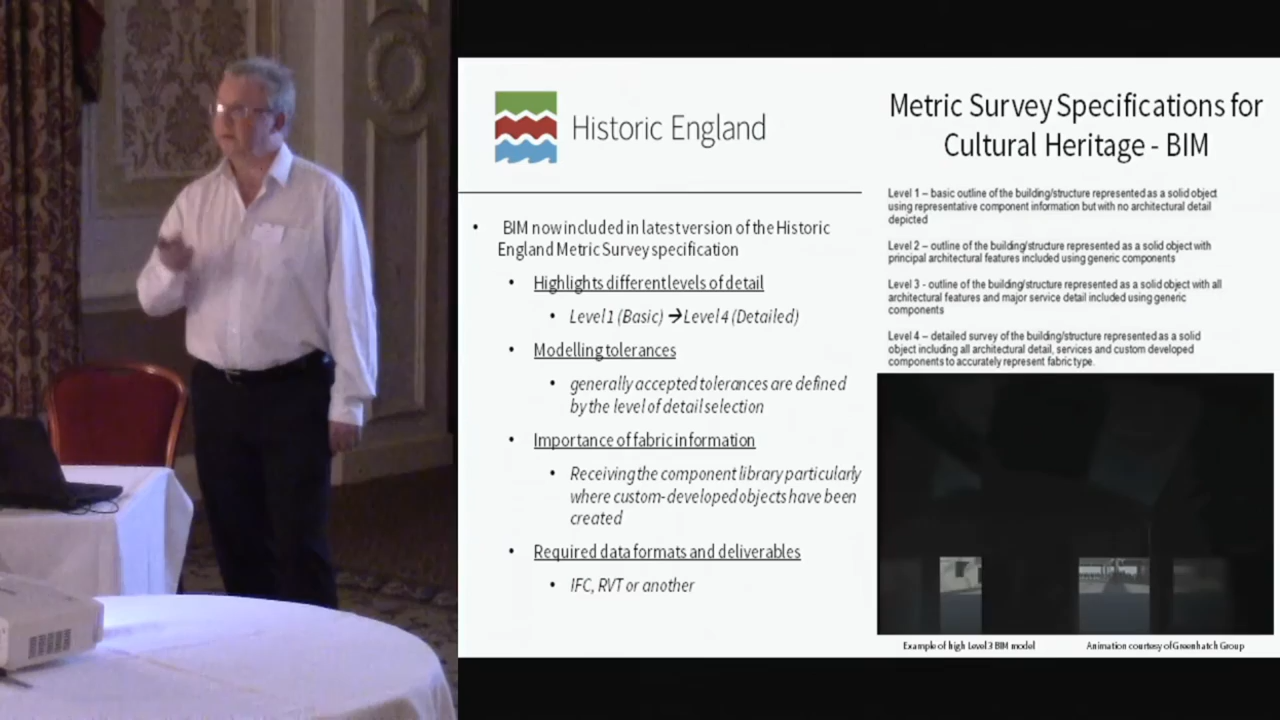 Historic England
Metric Survey Specifications for
Cultural Heritage - BIM
• BIM now included in latest version of the Historic
England Metric Survey specification
• Highlights different levels of detail
• Level 1 (Basic) → Level 4 (Detailed)
• Modelling tolerances
• generally accepted tolerances are defined
by the level of detail selection
• Importance of fabric information
• Receiving the component library particularly
where custom-developed objects have been
created
• Required data formats and deliverables
• IFC, RVT or another
Level 1 – basic outline of the building/structure represented as a solid object
using representative component information but with no architectural detail
depicted
Level 2 – outline of the building/structure represented as a solid object with
principal architectural features included using generic components
Level 3 - outline of the building/structure represented as a solid object with all
architectural features and major service detail included using generic
components
Level 4 – detailed survey of the building/structure represented as a solid
object including all architectural detail, services and custom developed
components to accurately represent fabric type.
Example of high Level 3 BIM model
Animation courtesy of Greenhatch Group